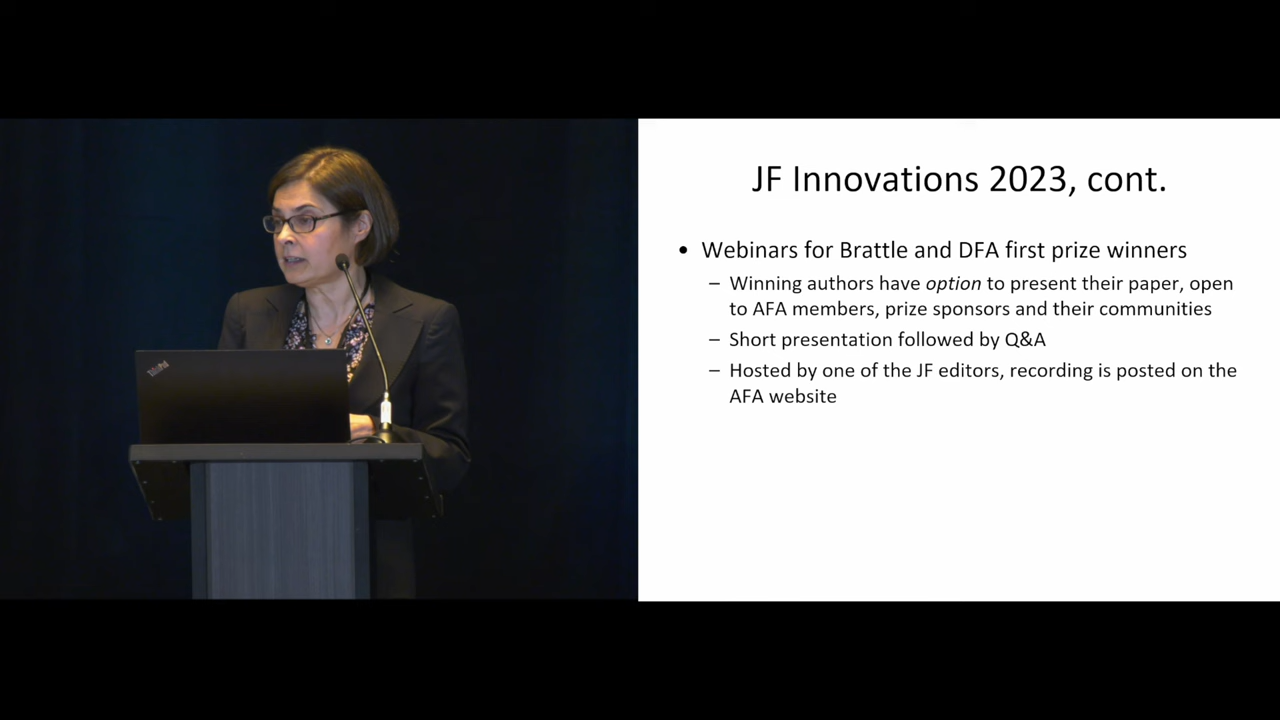 JF Innovations 2023, cont.
• Webinars for Brattle and DFA first prize winners
– Winning authors have option to present their paper, open
to AFA members, prize sponsors and their communities
– Short presentation followed by Q&A
– Hosted by one of the JF editors, recording is posted on the
AFA website
ThinkPad